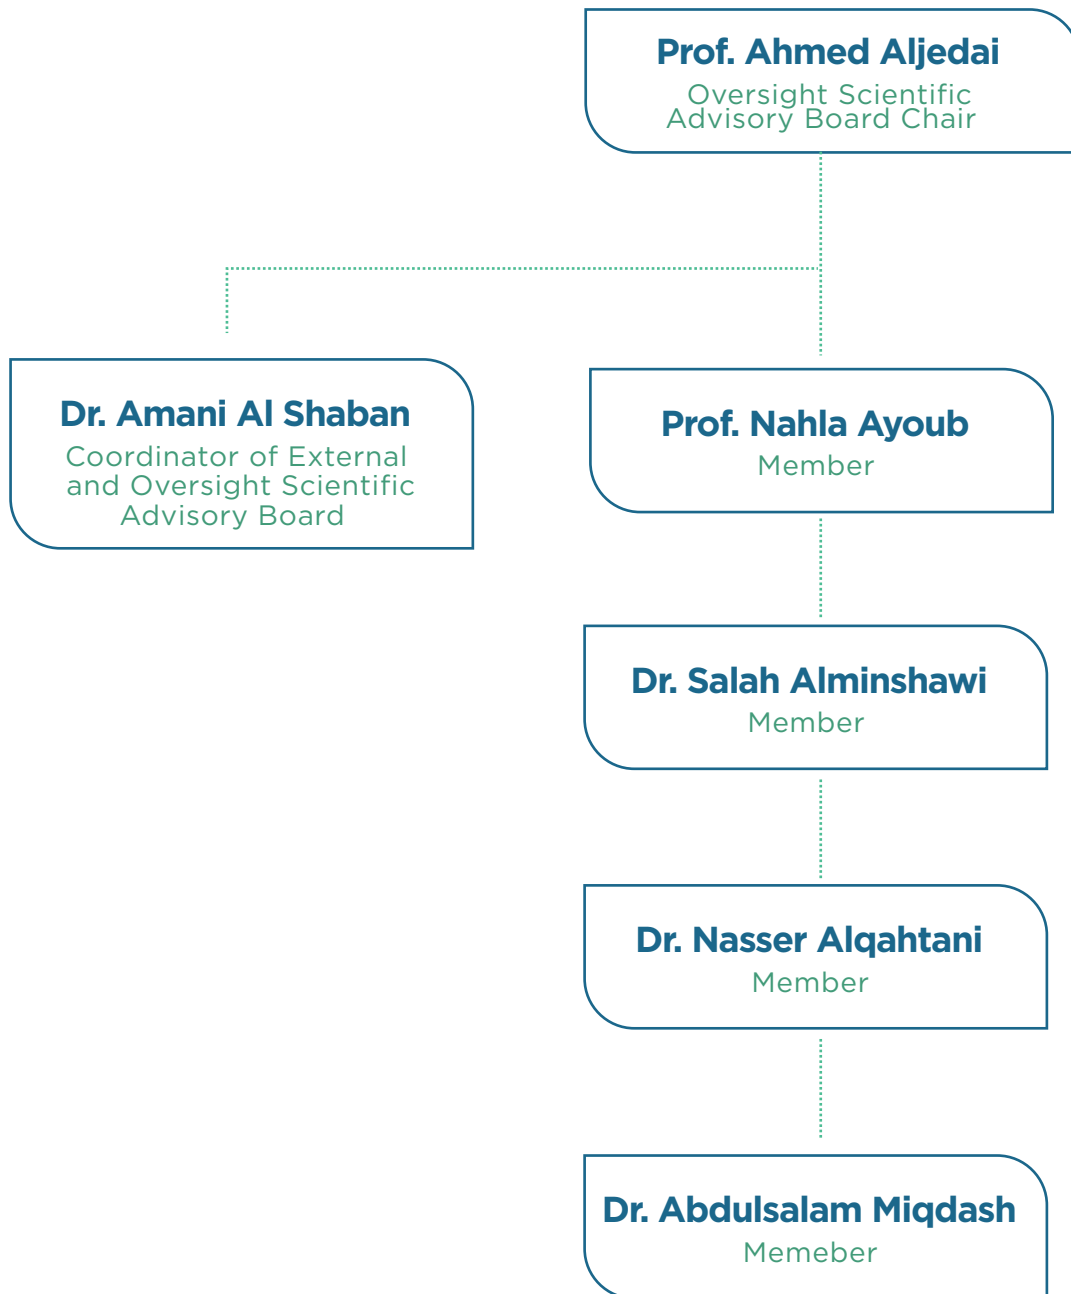 Prof. Ahmed Aljedai
Oversight Scientific
Advisory Board Chair
Dr. Amani Al Shaban
Coordinator of External
and Oversight Scientific
Advisory Board
Prof. Nahla Ayoub
Member
Dr. Salah Alminshawi
Member
Dr. Nasser Alqahtani
Member
Dr. Abdulsalam Miqdash
Memeber